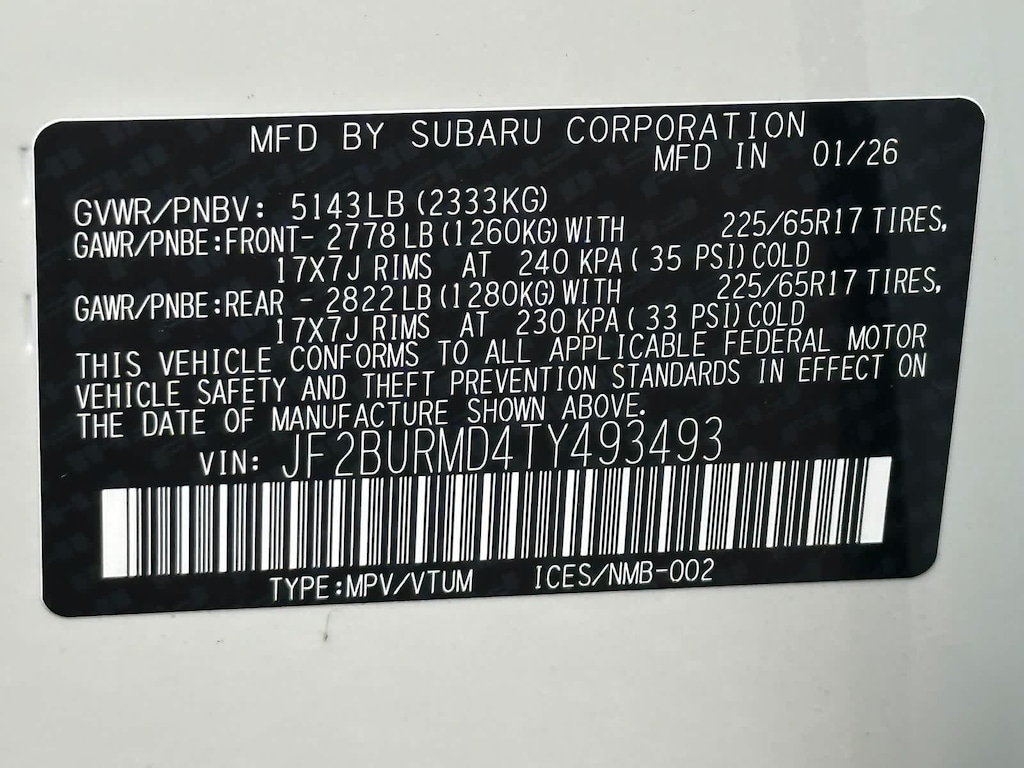 MFD BY SUBARU CORPORATION
MFD IN 01/26
GVWR/PNBV: 5143LB (2333KG)
GAWR/PNBE:FRONT- 2778 LB (1260KG) WITH 225/65R17 TIRES,
17X7J RIMS AT 240 KPA ( 35 PSI) COLD
GAWR/PNBE:REAR - 2822 LB (1280KG) WITH 225/65R17 TIRES,
17X7J RIMS AT 230 KPA ( 33 PSI) COLD
THIS VEHICLE CONFORMS TO ALL APPLICABLE FEDERAL MOTOR
VEHICLE SAFETY AND THEFT PREVENTION STANDARDS IN EFFECT ON
THE DATE OF MANUFACTURE SHOWN ABOVE.
VIN: JF2BURMD4TY493493
TYPE:MPV/VTUM ICES/NMB-002